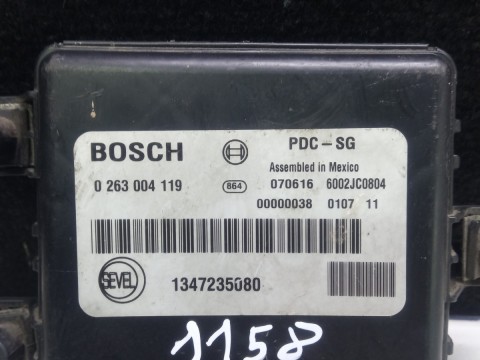 BOSCH PDC-SG
Assembled in Mexico
0 263 004 119 864 070616 6002JC0804
00000038 0107 11
SEVEL 1347235080
1158